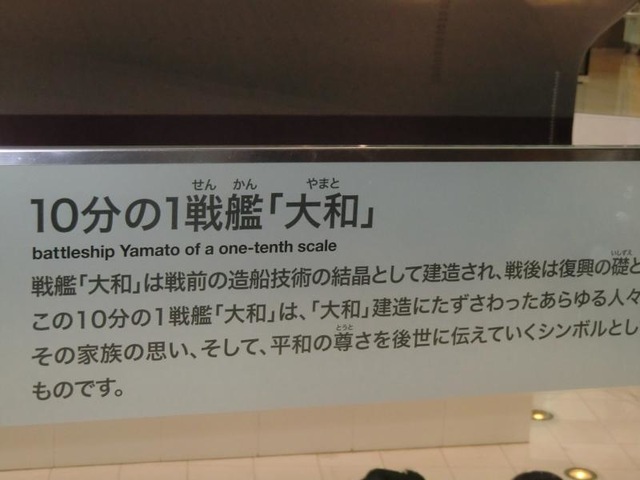 せん かん やまと
10分の1戦艦「大和」
battleship Yamato of a one-tenth scale
いしずえ
戦艦「大和」は戦前の造船技術の結晶として建造され、戦後は復興の礎と
この10分の1戦艦「大和」は、「大和」建造にたずさわったあらゆる人々
とうと
その家族の思い、そして、平和の尊さを後世に伝えていくシンボルとし
ものです。